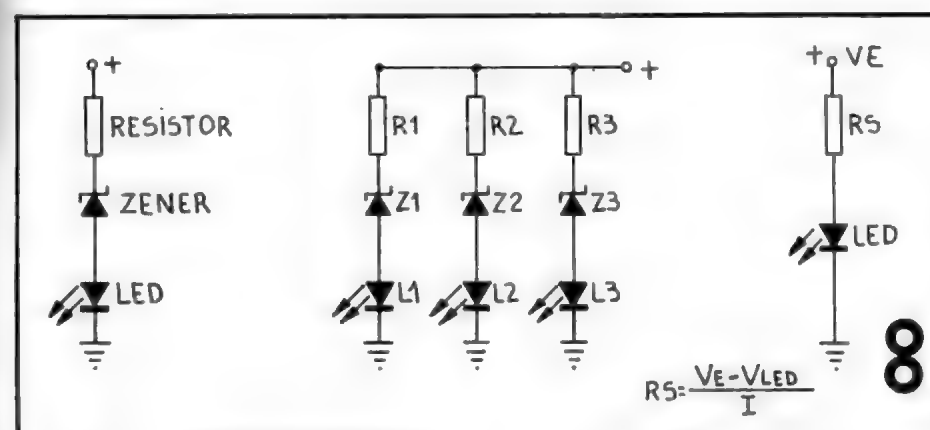 +
RESiSTOR
ZENER
LED
+
R1 R2 R3
Z1 Z2 Z3
L1 L2 L3
+ VE
RS
LED
RS= VE-VLED / I
8